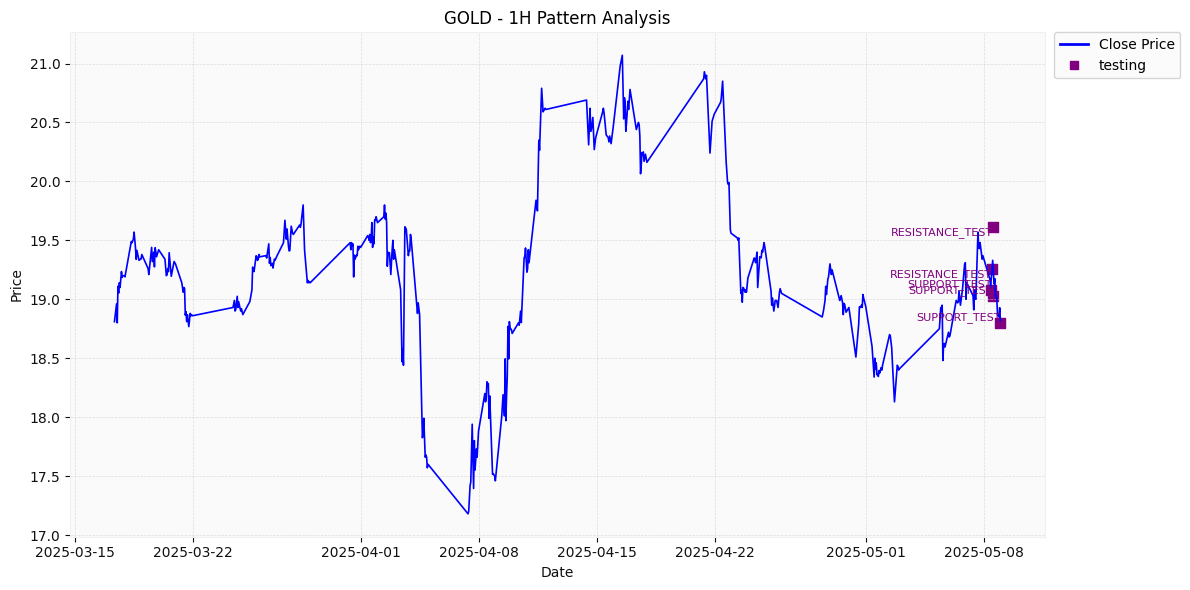 GOLD - 1H Pattern Analysis
Close Price
testing
21.0
20.5
20.0
19.5
19.0
18.5
18.0
17.5
17.0
Price
RESISTANCE_TEST
RESISTANCE_TEST
SUPPORT_TEST
SUPPORT_TEST
SUPPORT_TEST
2025-03-15
2025-03-22
2025-04-01
2025-04-08
2025-04-15
2025-04-22
2025-05-01
2025-05-08
Date